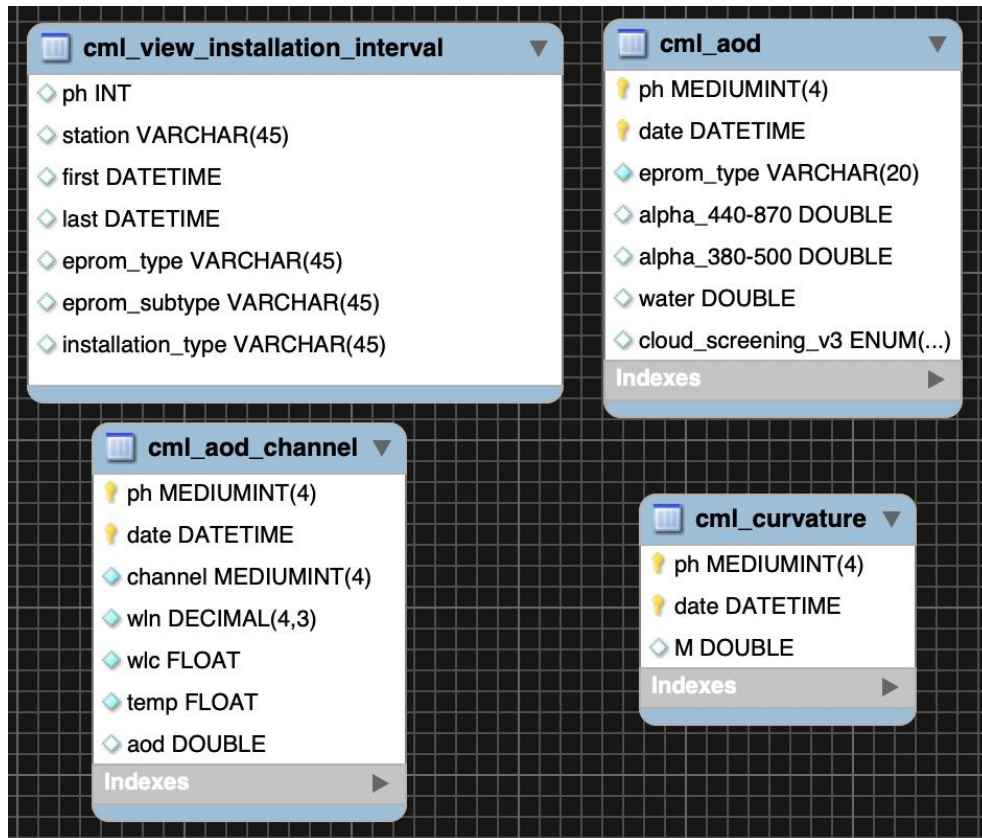 cml_view_installation_interval
ph INT
station VARCHAR(45)
first DATETIME
last DATETIME
eprom_type VARCHAR(45)
eprom_subtype VARCHAR(45)
installation_type VARCHAR(45)
cml_aod
ph MEDIUMINT(4)
date DATETIME
eprom_type VARCHAR(20)
alpha_440-870 DOUBLE
alpha_380-500 DOUBLE
water DOUBLE
cloud_screening_v3 ENUM(...)
Indexes
cml_aod_channel
ph MEDIUMINT(4)
date DATETIME
channel MEDIUMINT(4)
wln DECIMAL(4,3)
wlc FLOAT
temp FLOAT
aod DOUBLE
Indexes
cml_curvature
ph MEDIUMINT(4)
date DATETIME
M DOUBLE
Indexes